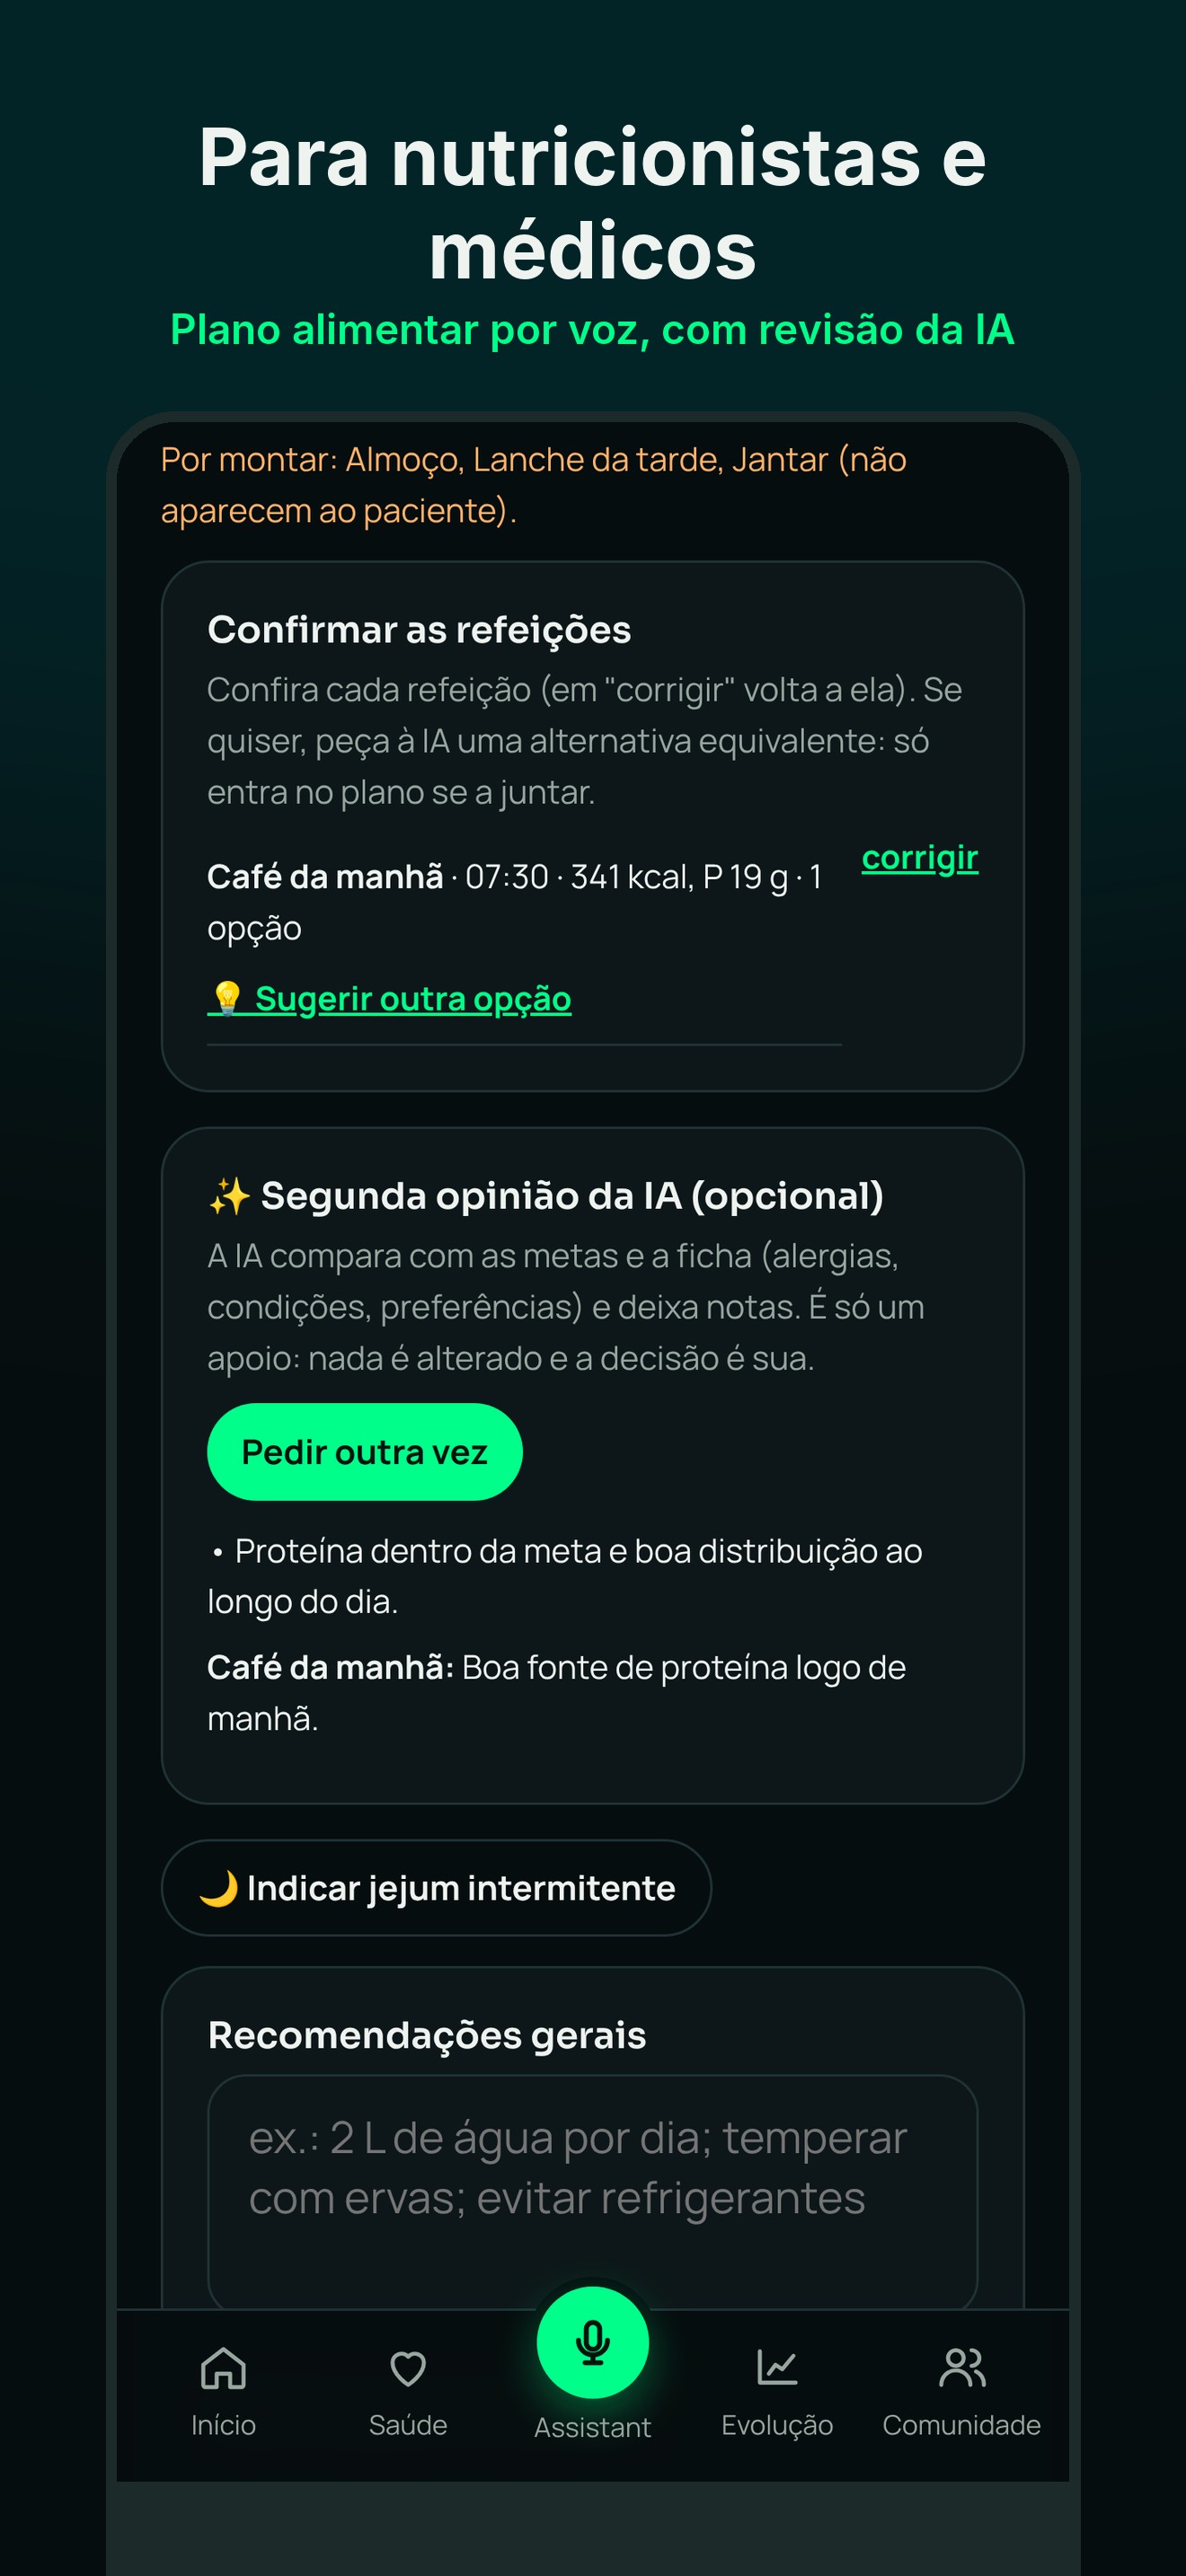 Para nutricionistas e
médicos
Plano alimentar por voz, com revisão da IA
Por montar: Almoço, Lanche da tarde, Jantar (não
aparecem ao paciente).
Confirmar as refeições
Confira cada refeição (em "corrigir" volta a ela). Se
quiser, peça à IA uma alternativa equivalente: só
entra no plano se a juntar.
Café da manhã · 07:30 · 341 kcal, P 19 g · 1
opção
corrigir
💡 Sugerir outra opção
✨ Segunda opinião da IA (opcional)
A IA compara com as metas e a ficha (alergias,
condições, preferências) e deixa notas. É só um
apoio: nada é alterado e a decisão é sua.
Pedir outra vez
• Proteína dentro da meta e boa distribuição ao
longo do dia.
Café da manhã: Boa fonte de proteína logo de
manhã.
🌙 Indicar jejum intermitente
Recomendações gerais
ex.: 2 L de água por dia; temperar
com ervas; evitar refrigerantes
Início
Saúde
Assistant
Evolução
Comunidade